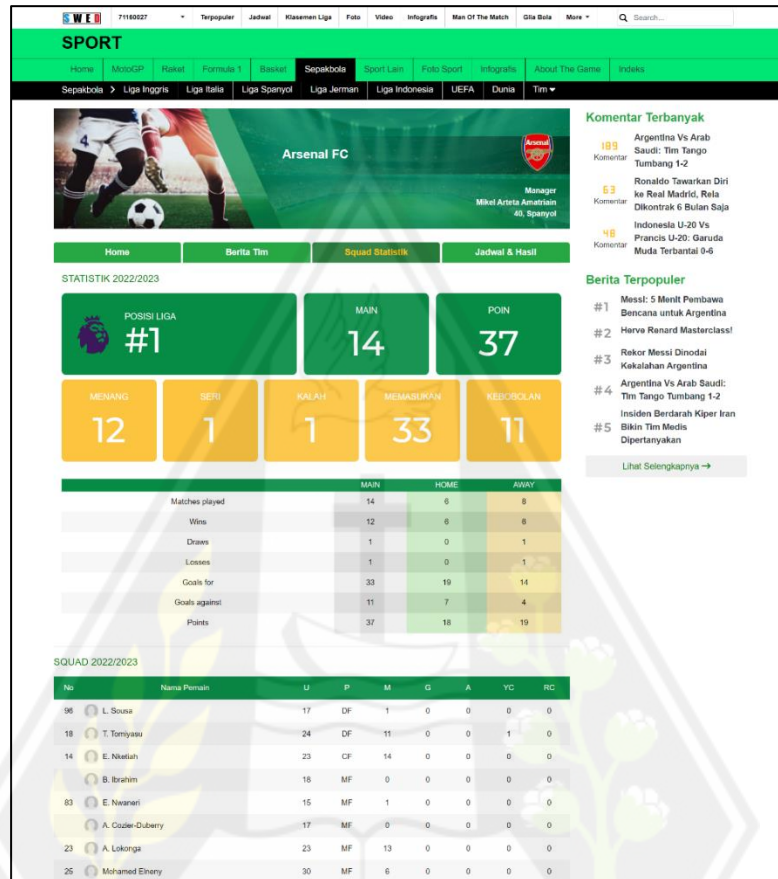 SWED 71180027 Terpopuler Jadwal Klasemen Liga Foto Video Infografis Man Of The Match Gila Bola More Search...
SPORT
Home MotoGP Raket Formula 1 Basket Sepakbola Sport Lain Foto Sport Infografis About The Game Indeks
Sepakbola > Liga Inggris Liga Italia Liga Spanyol Liga Jerman Liga Indonesia UEFA Dunia Tim
Arsenal FC
Arsenal
Manager
Mikel Arteta
Amatriain
40, Spanyol
Home Berita Tim Squad Statistik Jadwal & Hasil
STATISTIK 2022/2023
POSISI LIGA
#1
MAIN
14
POIN
37
MENANG
12
SERI
1
KALAH
1
MEMASUKAN
33
KEBOBOLAN
11
MAIN HOME AWAY
Matches played 14 6 8
Wins 12 6 6
Draws 1 0 1
Losses 1 0 1
Goals for 33 19 14
Goals against 11 7 4
Points 37 18 19
SQUAD 2022/2023
No Nama Pemain U P M G A YC RC
96 L. Sousa 17 DF 1 0 0 0 0
18 T. Tomiyasu 24 DF 11 0 0 1 0
14 E. Nketiah 23 CF 14 0 0 0 0
B. Ibrahim 18 MF 0 0 0 0 0
83 E. Nwaneri 15 MF 1 0 0 0 0
A. Cozier-Duberry 17 MF 0 0 0 0 0
23 A. Lokonga 23 MF 13 0 0 0 0
25 Mohamed Elneny 30 MF 6 0 0 0 0
Komentar Terbanyak
189
Komentar
Argentina Vs Arab
Saudi: Tim Tango
Tumbang 1-2
63
Komentar
Ronaldo Tawarkan Diri
ke Real Madrid, Rela
Dikontrak 6 Bulan Saja
48
Komentar
Indonesia U-20 Vs
Prancis U-20: Garuda
Muda Terbantai 0-6
Berita Terpopuler
#1 Messi: 5 Menit Pembawa
Bencana untuk Argentina
#2 Herve Renard Masterclass!
#3 Rekor Messi Dinodai
Kekalahan Argentina
#4 Argentina Vs Arab Saudi:
Tim Tango Tumbang 1-2
#5 Insiden Berdarah Kiper Iran
Bikin Tim Medis
Dipertanyakan
Lihat Selengkapnya →